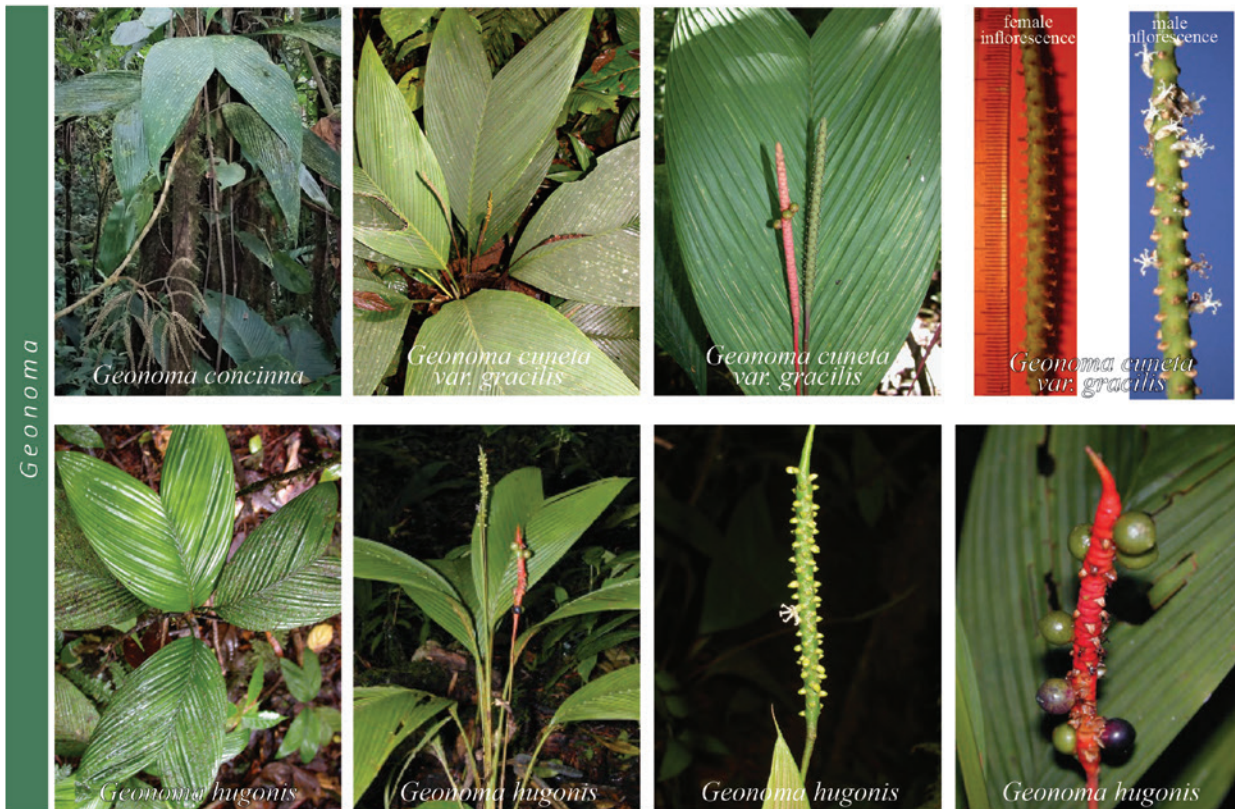 Geonoma
Geonoma concinna
Geonoma cuneta
var. gracilis
Geonoma cuneta
var. gracilis
female
inflorescence
male
inflorescence
Geonoma cuneta
var. gracilis
Geonoma hugonis
Geonoma hugonis
Geonoma hugonis
Geonoma hugonis